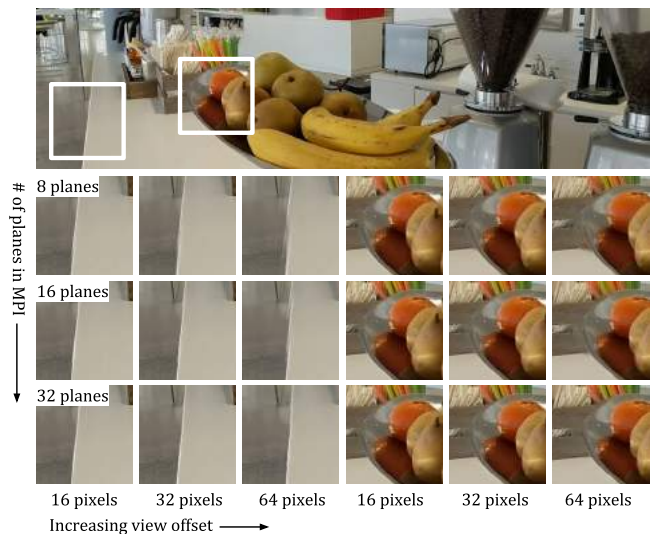 8 planes
# of planes in MPI
16 planes
32 planes
16 pixels 32 pixels 64 pixels 16 pixels 32 pixels 64 pixels
Increasing view offset